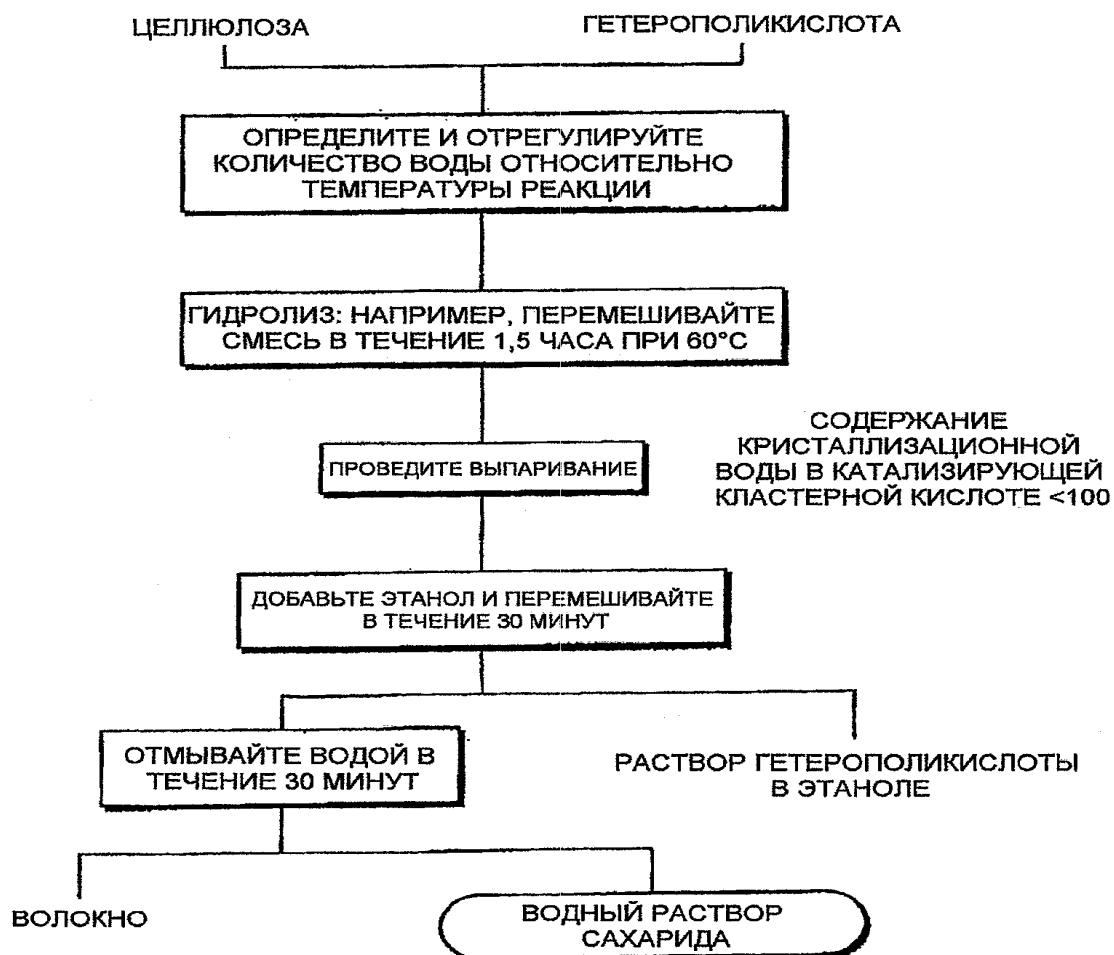 ЦЕЛЛЮЛОЗА
ГЕТЕРОПОЛИКИСЛОТА
ОПРЕДЕЛИТЕ И ОТРЕГУЛИРУЙТЕ
КОЛИЧЕСТВО ВОДЫ ОТНОСИТЕЛЬНО
ТЕМПЕРАТУРЫ РЕАКЦИИ
ГИДРОЛИЗ: НАПРИМЕР, ПЕРЕМЕШИВАЙТЕ
СМЕСЬ В ТЕЧЕНИЕ 1,5 ЧАСА ПРИ 60°C
ПРОВЕДИТЕ ВЫПАРИВАНИЕ
СОДЕРЖАНИЕ
КРИСТАЛЛИЗАЦИОННОЙ
ВОДЫ В КАТАЛИЗИРУЮЩЕЙ
КЛАСТЕРНОЙ КИСЛОТЕ <100
ДОБАВЬТЕ ЭТАНОЛ И ПЕРЕМЕШИВАЙТЕ
В ТЕЧЕНИЕ 30 МИНУТ
ОТМЫВАЙТЕ ВОДОЙ В
ТЕЧЕНИЕ 30 МИНУТ
РАСТВОР ГЕТЕРОПОЛИКИСЛОТЫ
В ЭТАНОЛЕ
ВОЛОКНО
ВОДНЫЙ РАСТВОР
САХАРИДА